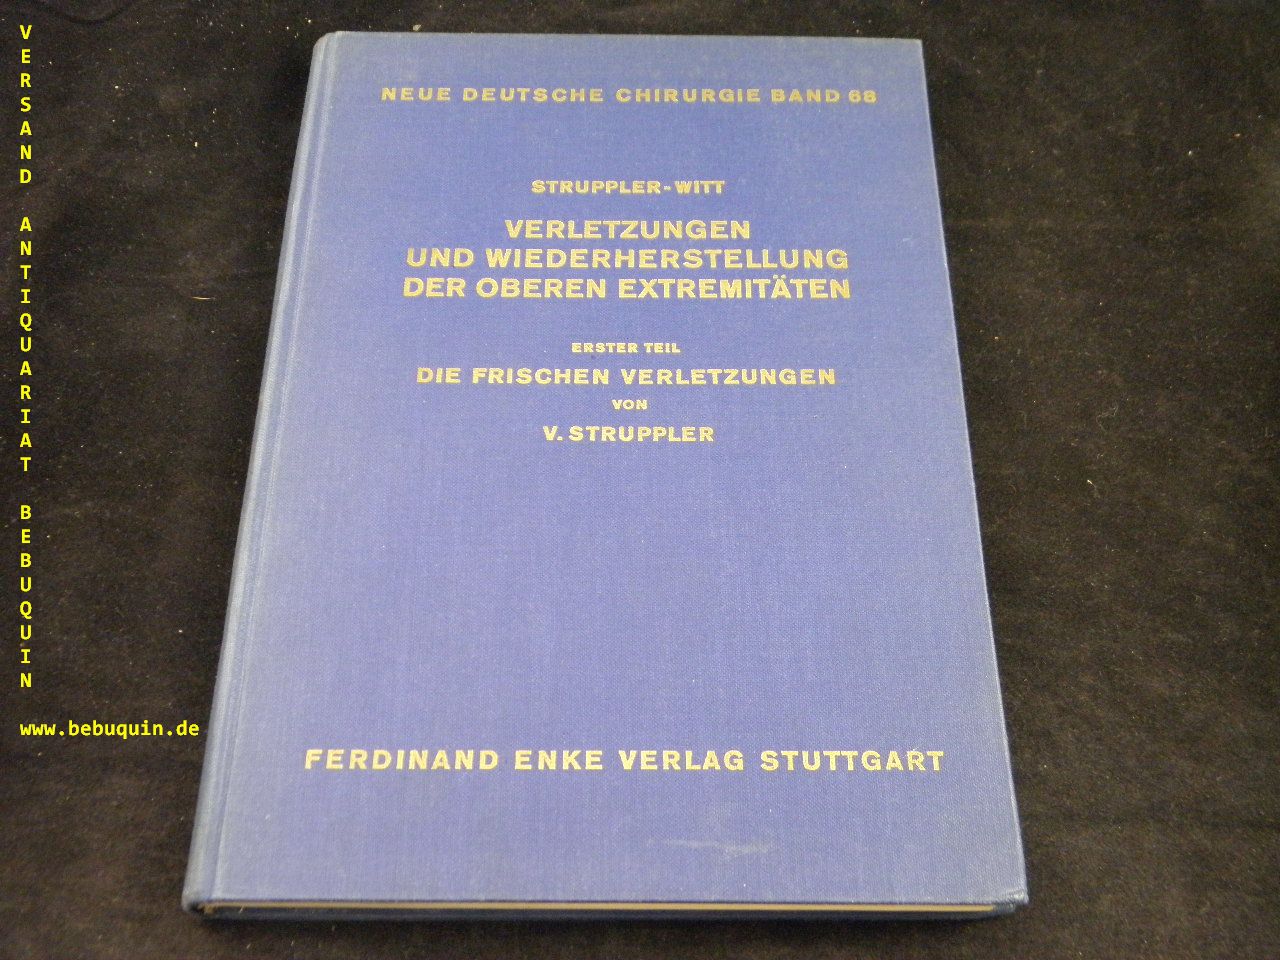 NEUE DEUTSCHE CHIRURGIE BAND 68
STRUPPLER-WITT
VERLETZUNGEN
UND WIEDERHERSTELLUNG
DER OBEREN EXTREMITÄTEN
ERSTER TEIL
DIE FRISCHEN VERLETZUNGEN
VON
V. STRUPPLER
FERDINAND ENKE VERLAG STUTTGART
VERSAND ANTIQUARIAT BEBUQUIN
www.bebuquin.de